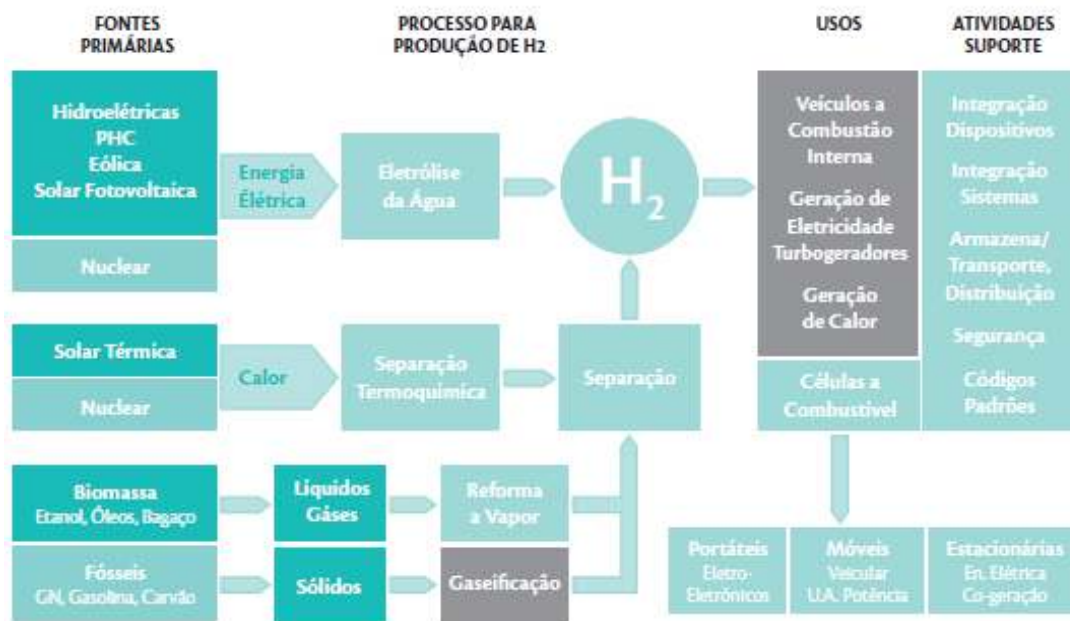 FONTES
PRIMÁRIAS
PROCESSO PARA
PRODUÇÃO DE H2
USOS
ATIVIDADES
SUPORTE
Hidroelétricas
PHC
Eólica
Solar Fotovoltaica
Nuclear
Energia
Élétrica
Eletrólise
da Água
H2
Solar Térmica
Nuclear
Calor
Separação
Termoquímica
Separação
Biomassa
Etanol, Óleos, Bagaço
Líquidos
Gáses
Reforma
a Vapor
Fósseis
GN, Gasolina, Carvão
Sólidos
Gaseificação
Veículos a
Combustão
Interna
Geração de
Eletricidade
Turbogeradores
Geração
de Calor
Células a
Combustível
Integração
Dispositivos
Integração
Sistemas
Armazena/
Transporte,
Distribuição
Segurança
Códigos
Padrões
Portáteis
Eletro-
Eletrônicos
Móveis
Veicular
U.A. Potência
Estacionárias
En. Elétrica
Co-geração